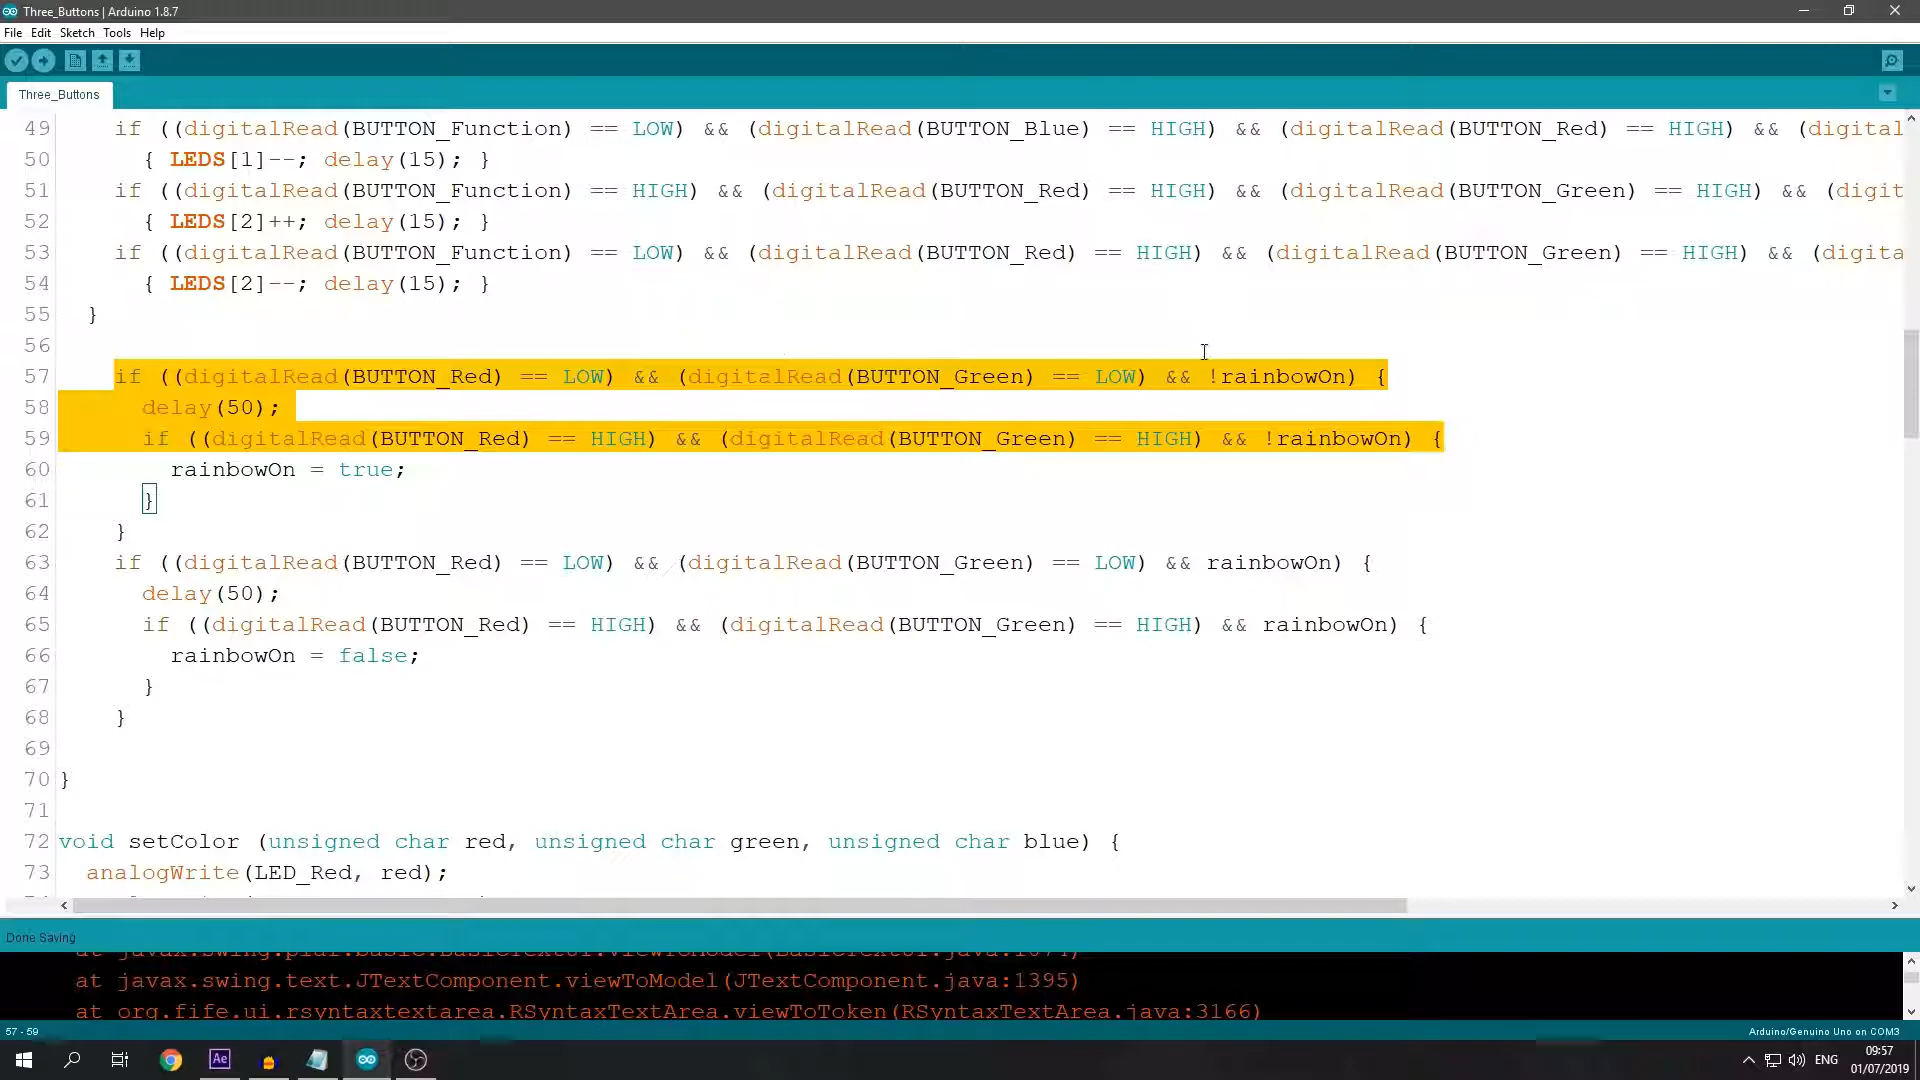 Three_Buttons | Arduino 1.8.7
File Edit Sketch Tools Help
Three_Buttons
49 if ((digitalRead(BUTTON_Function) == LOW) && (digitalRead(BUTTON_Blue) == HIGH) && (digitalRead(BUTTON_Red) == HIGH) && (digital
50 { LEDS[1]--; delay(15); }
51 if ((digitalRead(BUTTON_Function) == HIGH) && (digitalRead(BUTTON_Red) == HIGH) && (digitalRead(BUTTON_Green) == HIGH) && (digit
52 { LEDS[2]++; delay(15); }
53 if ((digitalRead(BUTTON_Function) == LOW) && (digitalRead(BUTTON_Red) == HIGH) && (digitalRead(BUTTON_Green) == HIGH) && (digita
54 { LEDS[2]--; delay(15); }
55 }
56
57 if ((digitalRead(BUTTON_Red) == LOW) && (digitalRead(BUTTON_Green) == LOW) && !rainbowOn) {
58 delay(50);
59 if ((digitalRead(BUTTON_Red) == HIGH) && (digitalRead(BUTTON_Green) == HIGH) && !rainbowOn) {
60 rainbowOn = true;
61 }
62 }
63 if ((digitalRead(BUTTON_Red) == LOW) && (digitalRead(BUTTON_Green) == LOW) && rainbowOn) {
64 delay(50);
65 if ((digitalRead(BUTTON_Red) == HIGH) && (digitalRead(BUTTON_Green) == HIGH) && rainbowOn) {
66 rainbowOn = false;
67 }
68 }
69
70 }
71
72 void setColor (unsigned char red, unsigned char green, unsigned char blue) {
73 analogWrite(LED_Red, red);
Done Saving
at javax.swing.text.JTextComponent.viewToModel(JTextComponent.java:1395)
at org.fife.ui.rsyntaxtextarea.RSyntaxTextArea.viewToToken(RSyntaxTextArea.java:3166)
57 - 59
Arduino/Genuino Uno on COM3
Ae
ENG
09:57
01/07/2019